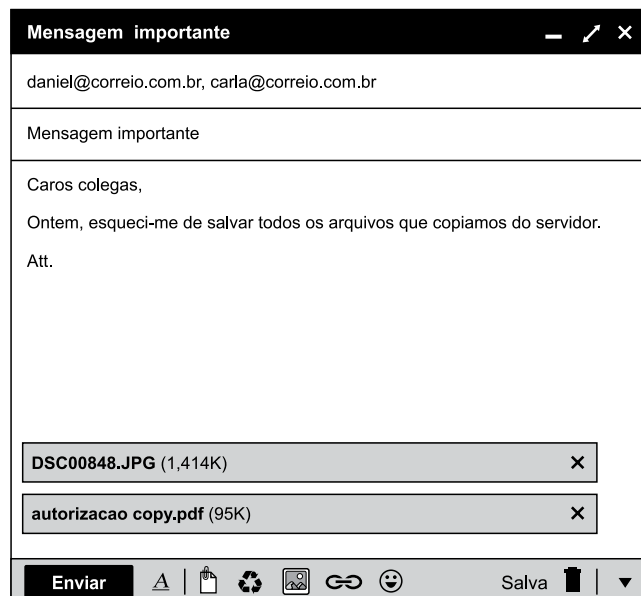 Mensagem importante
daniel@correio.com.br, carla@correio.com.br
Mensagem importante
Caros colegas,
Ontem, esqueci-me de salvar todos os arquivos que copiamos do servidor.
Att.
DSC00848.JPG (1,414K)
autorizacao copy.pdf (95K)
Enviar A Salva